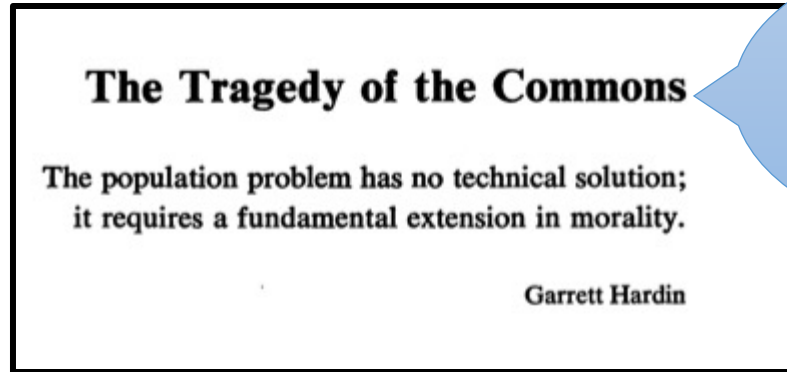 The Tragedy of the Commons
The population problem has no technical solution;
it requires a fundamental extension in morality.
Garrett Hardin